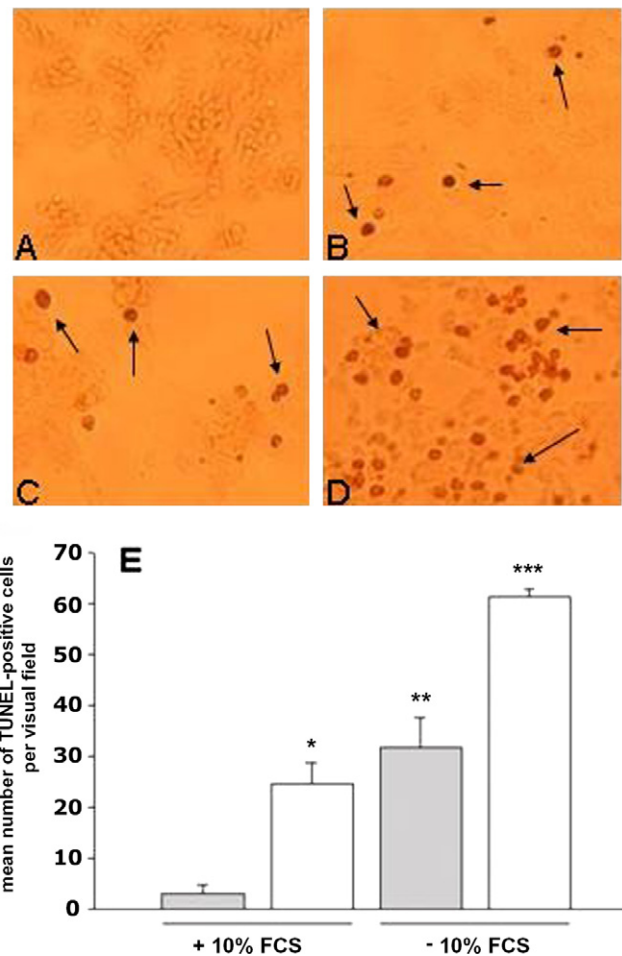 A
B
C
D
E
mean number of TUNEL-positive cells
per visual field
70
60
50
40
30
20
10
0
*
**
***
+ 10% FCS
- 10% FCS